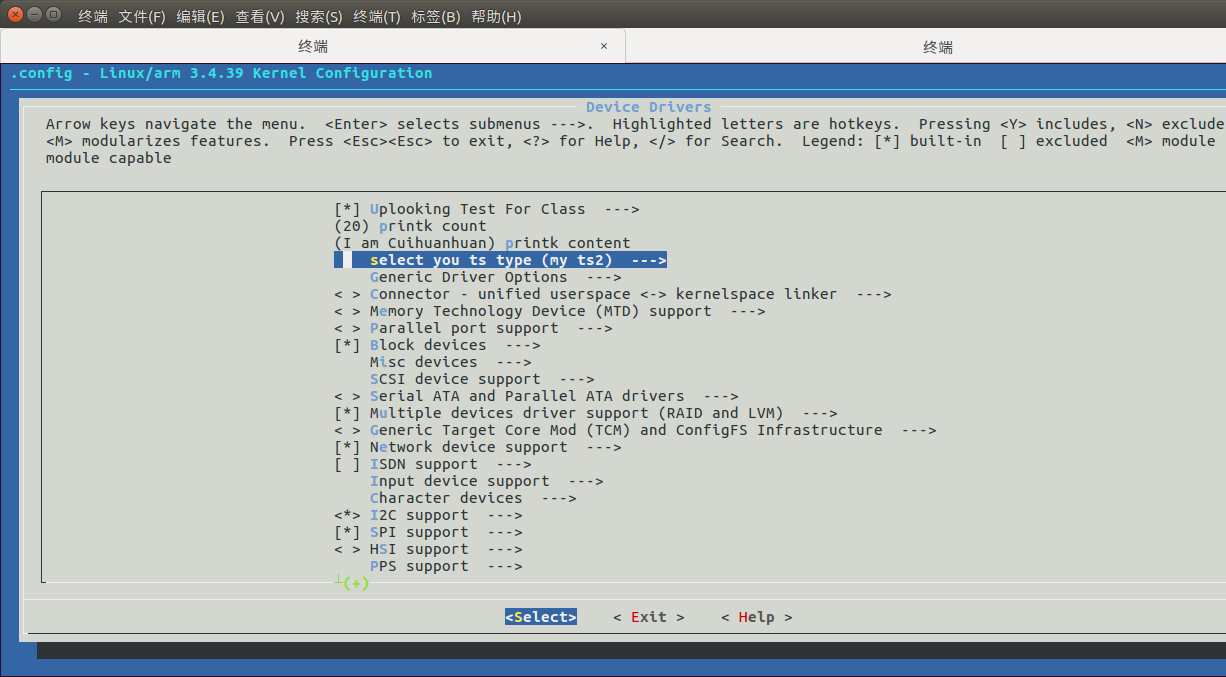 终端 文件(F) 编辑(E) 查看(V) 搜索(S) 终端(T) 标签(B) 帮助(H)
终端 × 终端
.config - Linux/arm 3.4.39 Kernel Configuration
Device Drivers
Arrow keys navigate the menu.  <Enter> selects submenus --->.  Highlighted letters are hotkeys.  Pressing <Y> includes, <N> exclude
<M> modularizes features.  Press <Esc><Esc> to exit, <?> for Help, </> for Search.  Legend: [*] built-in  [ ] excluded  <M> module
module capable
[*] Uplooking Test For Class  --->
(20) printk count
(I am Cuihuanhuan) printk content
select you ts type (my ts2)  --->
Generic Driver Options  --->
< > Connector - unified userspace <-> kernelspace linker  --->
< > Memory Technology Device (MTD) support  --->
< > Parallel port support  --->
[*] Block devices  --->
Misc devices  --->
SCSI device support  --->
< > Serial ATA and Parallel ATA drivers  --->
[*] Multiple devices driver support (RAID and LVM)  --->
< > Generic Target Core Mod (TCM) and ConfigFS Infrastructure  --->
[*] Network device support  --->
[ ] ISDN support  --->
Input device support  --->
Character devices  --->
<*> I2C support  --->
[*] SPI support  --->
< > HSI support  --->
PPS support  --->
┴(+)
<Select>    < Exit >    < Help >